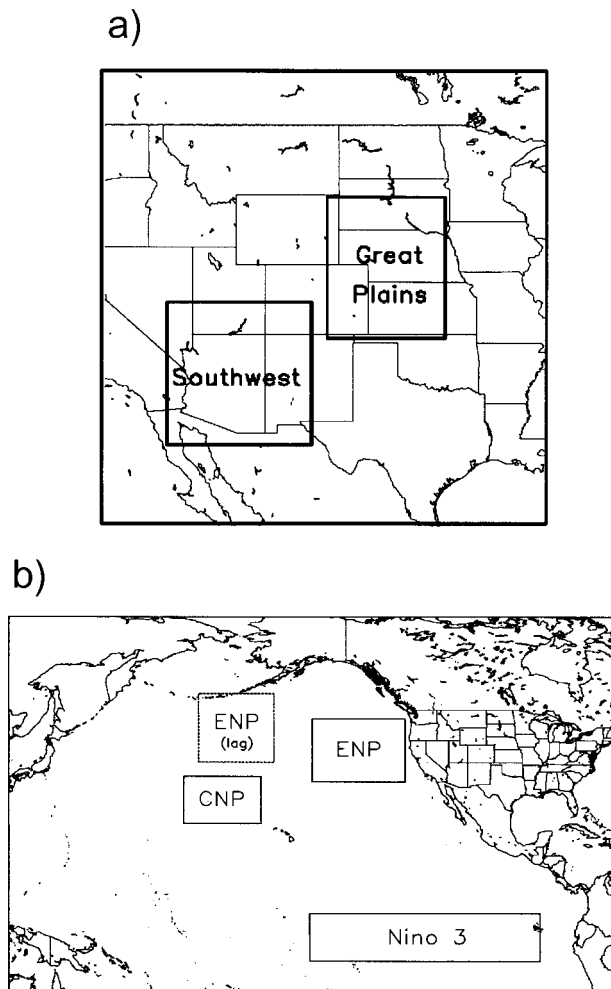 a)
Great
Plains
Southwest
b)
ENP
(lag)
ENP
CNP
Nino 3